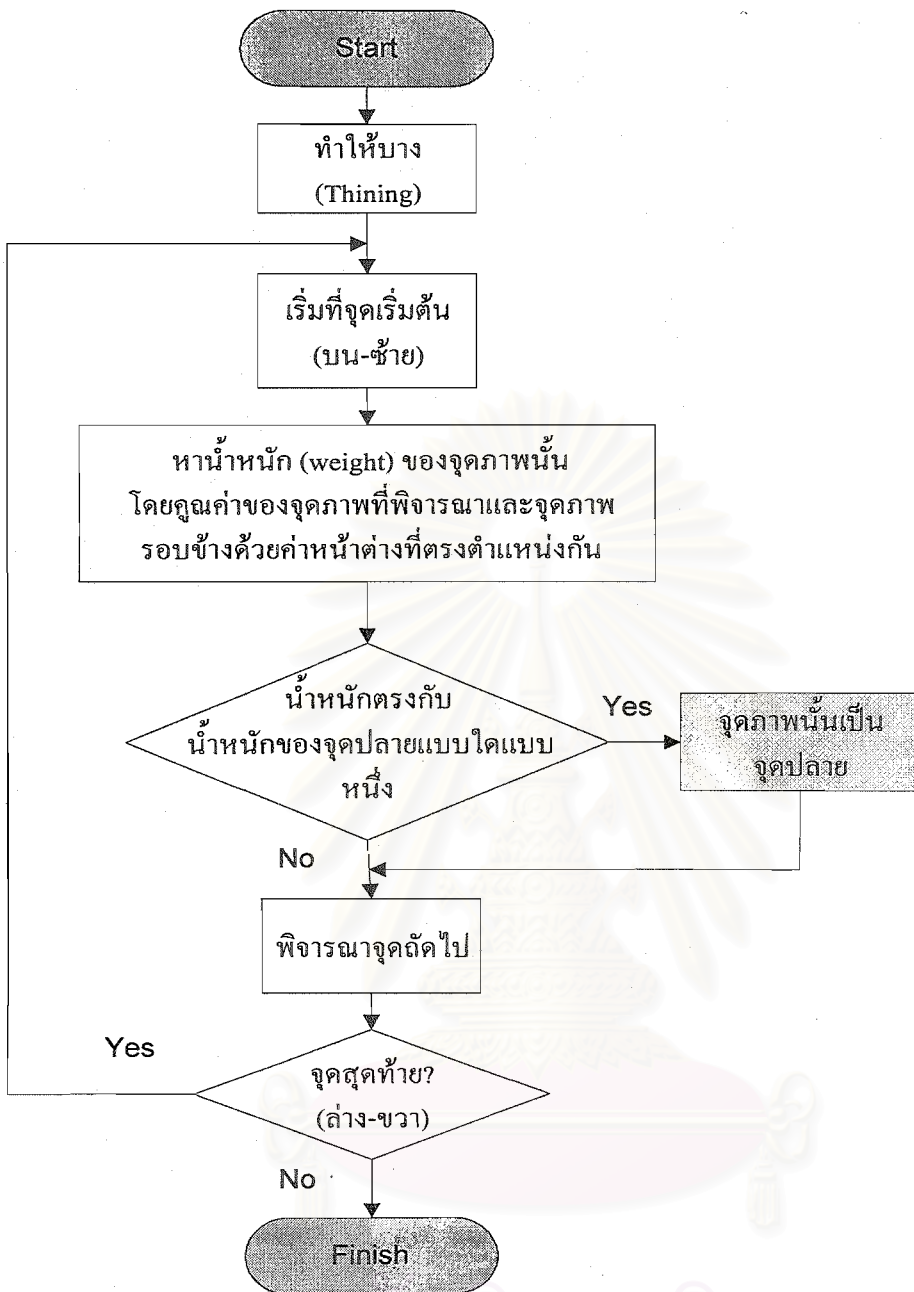 Start
ทำให้บาง
(Thining)
เริ่มที่จุดเริ่มต้น
(บน-ซ้าย)
หาน้ำหนัก (weight) ของจุดภาพนั้น
โดยคูณค่าของจุดภาพที่พิจารณาและจุดภาพ
รอบข้างด้วยค่าหน้าต่างที่ตรงตำแหน่งกัน
น้ำหนักตรงกับ
น้ำหนักของจุดปลายแบบใดแบบ
หนึ่ง
Yes
จุดภาพนั้นเป็น
จุดปลาย
No
พิจารณาจุดถัดไป
Yes
จุดสุดท้าย?
(ล่าง-ขวา)
No
Finish